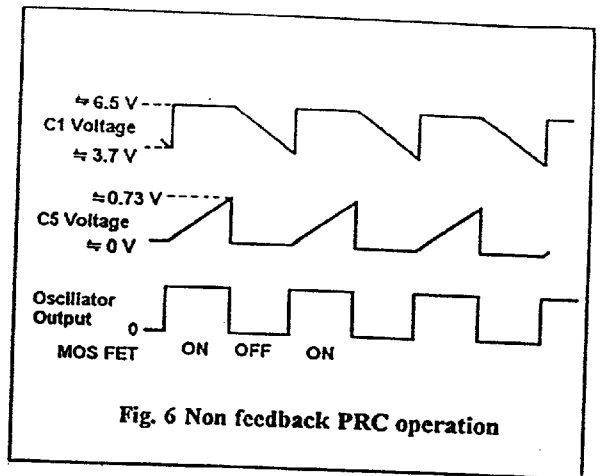 ≒ 6.5 V
C1 Voltage
≒ 3.7 V
≒0.73 V
C5 Voltage
≒ 0 V
Oscillator
Output
0
MOS FET ON OFF ON
Fig. 6 Non feedback PRC operation